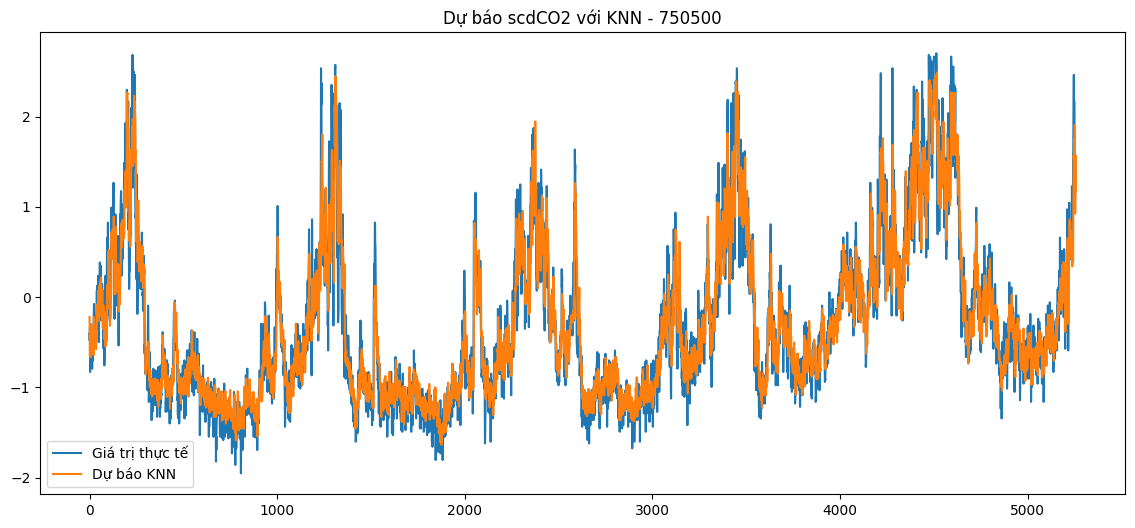 Dự báo scdCO2 với KNN - 750500
2
1
0
−1
−2
Giá trị thực tế
Dự báo KNN
0 1000 2000 3000 4000 5000